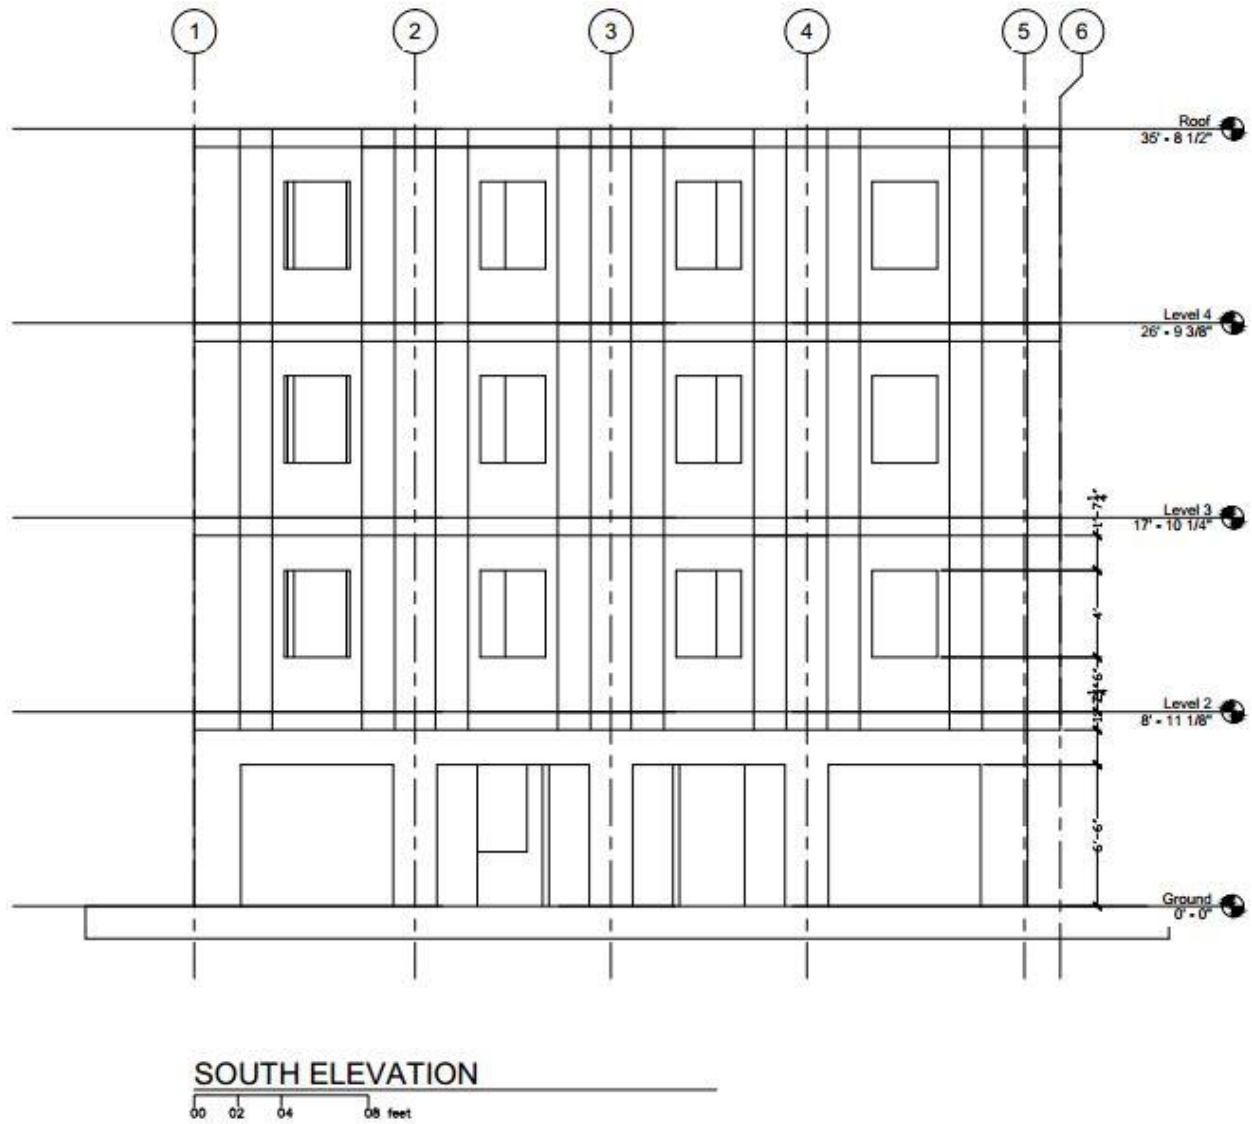 1 2 3 4 5 6
Roof
35' - 8 1/2"
Level 4
26' - 9 3/8"
Level 3
17' - 10 1/4"
4'
Level 2
8' - 11 1/8"
6'-6"
Ground
0' - 0"
SOUTH ELEVATION
00 02 04 08 feet